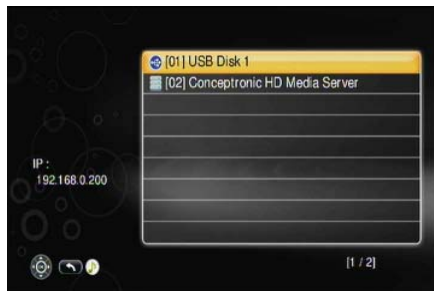 [01] USB Disk 1
[02] Conceptronic HD Media Server
IP :
192.168.0.200
[1 / 2]